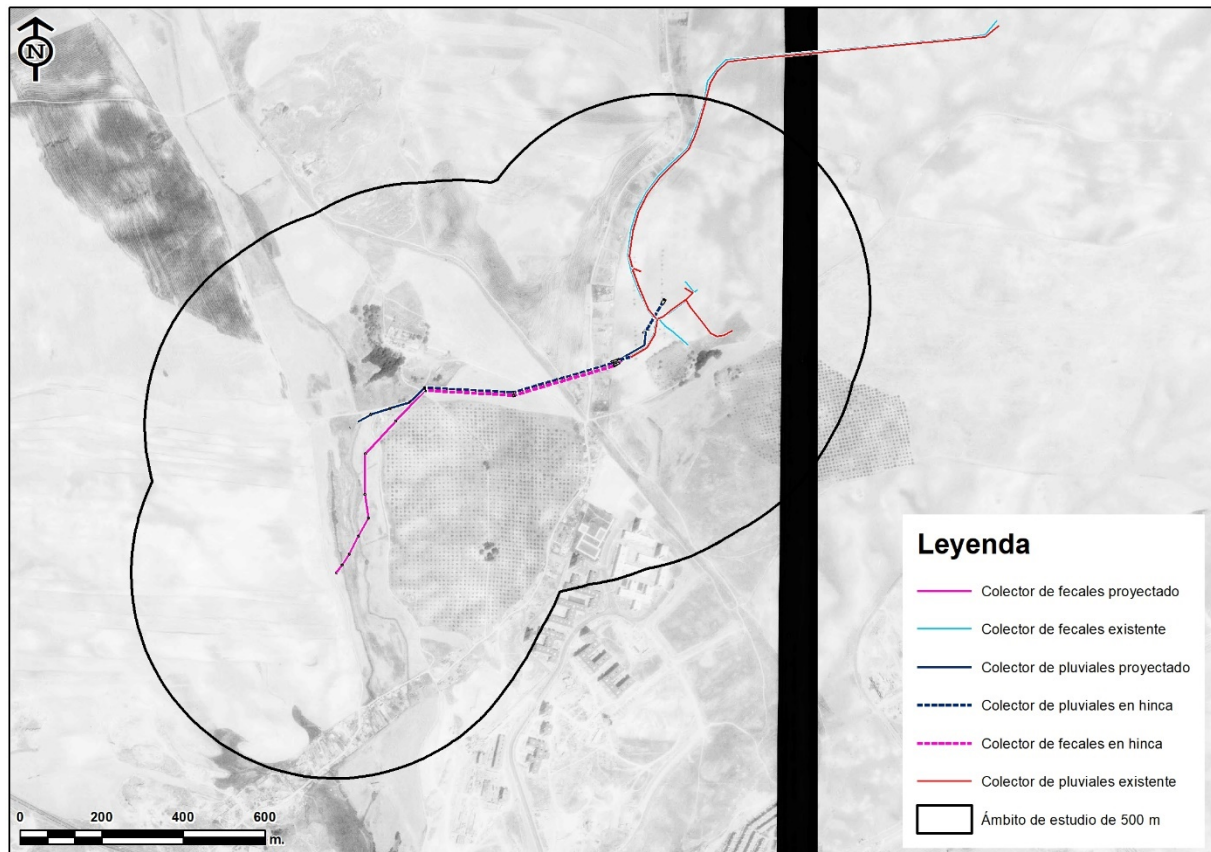 N
Leyenda
Colector de fecales proyectado
Colector de fecales existente
Colector de pluviales proyectado
Colector de pluviales en hinca
Colector de fecales en hinca
Colector de pluviales existente
Ámbito de estudio de 500 m
0 200 400 600
m.